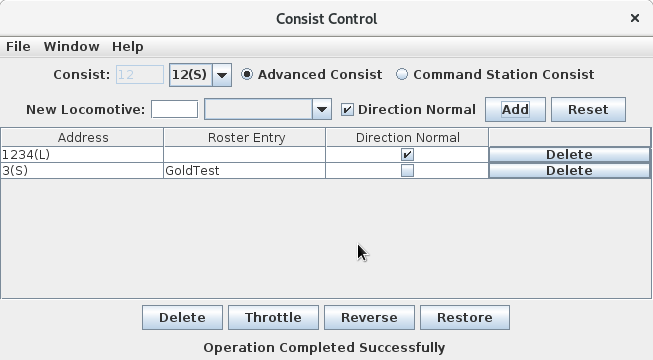 Consist Control
File Window Help
Consist: 12 12(S) Advanced Consist Command Station Consist
New Locomotive: Direction Normal Add Reset
Address Roster Entry Direction Normal
1234(L) Delete
3(S) GoldTest Delete
Delete Throttle Reverse Restore
Operation Completed Successfully